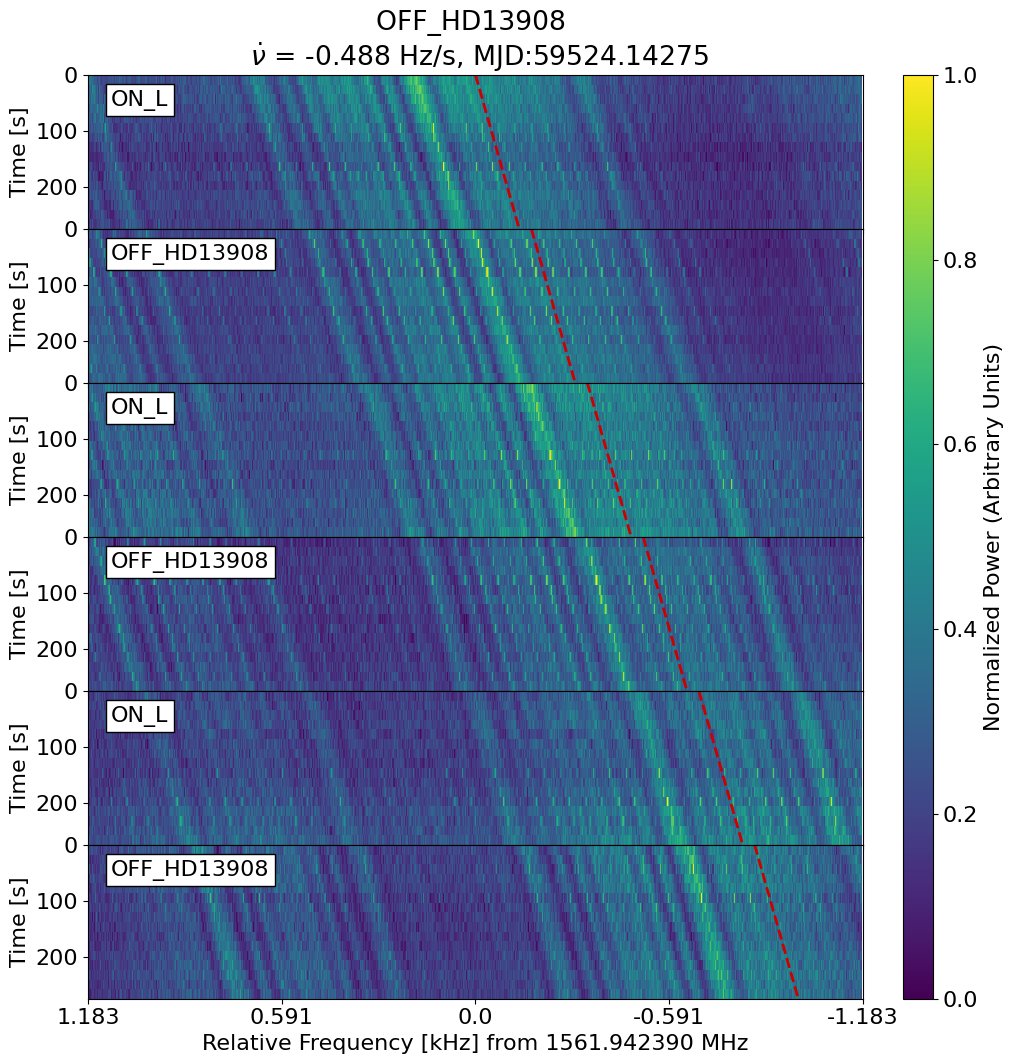 OFF_HD13908
ν̇ = -0.488 Hz/s, MJD:59524.14275
0
ON_L
100
Time [s]
200
0
OFF_HD13908
100
Time [s]
200
0
ON_L
100
Time [s]
200
0
OFF_HD13908
100
Time [s]
200
0
ON_L
100
Time [s]
200
0
OFF_HD13908
100
Time [s]
200
1.183 0.591 0.0 -0.591 -1.183
Relative Frequency [kHz] from 1561.942390 MHz
1.0
0.8
0.6
0.4
0.2
0.0
Normalized Power (Arbitrary Units)